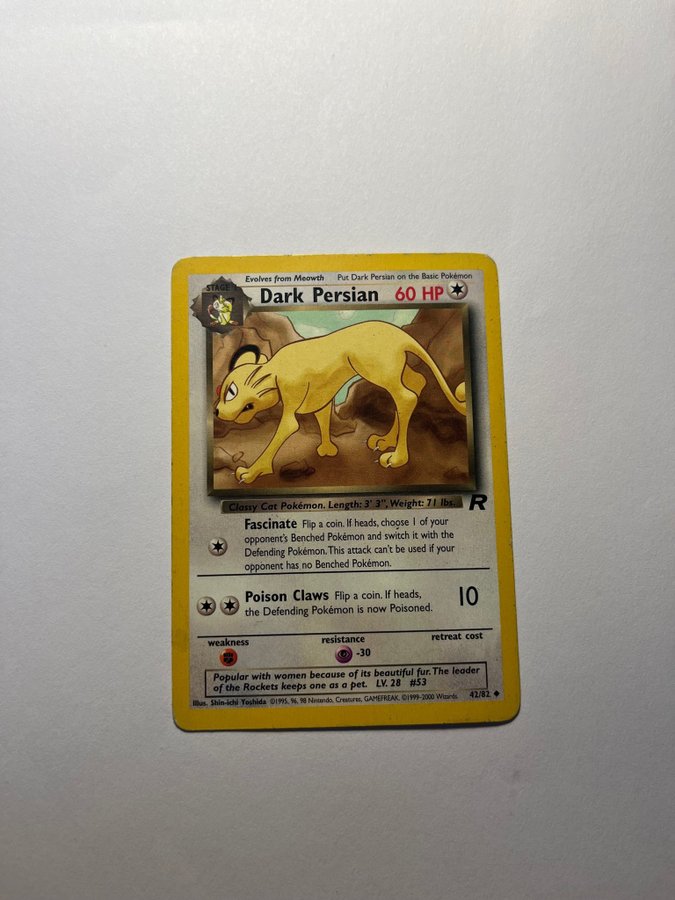 Evolves from Meowth Put Dark Persian on the Basic Pokémon
STAGE 1
Dark Persian 60 HP
Classy Cat Pokémon. Length: 3' 3", Weight: 71 lbs.
R
Fascinate Flip a coin. If heads, choose 1 of your
opponent's Benched Pokémon and switch it with the
Defending Pokémon. This attack can't be used if your
opponent has no Benched Pokémon.
Poison Claws Flip a coin. If heads,
the Defending Pokémon is now Poisoned.
10
weakness resistance retreat cost
-30
Popular with women because of its beautiful fur. The leader
of the Rockets keeps one as a pet. LV. 28 #53
Illus. Shin-ichi Yoshida ©1995, 96, 98 Nintendo, Creatures, GAMEFREAK. ©1999-2000 Wizards. 42/82